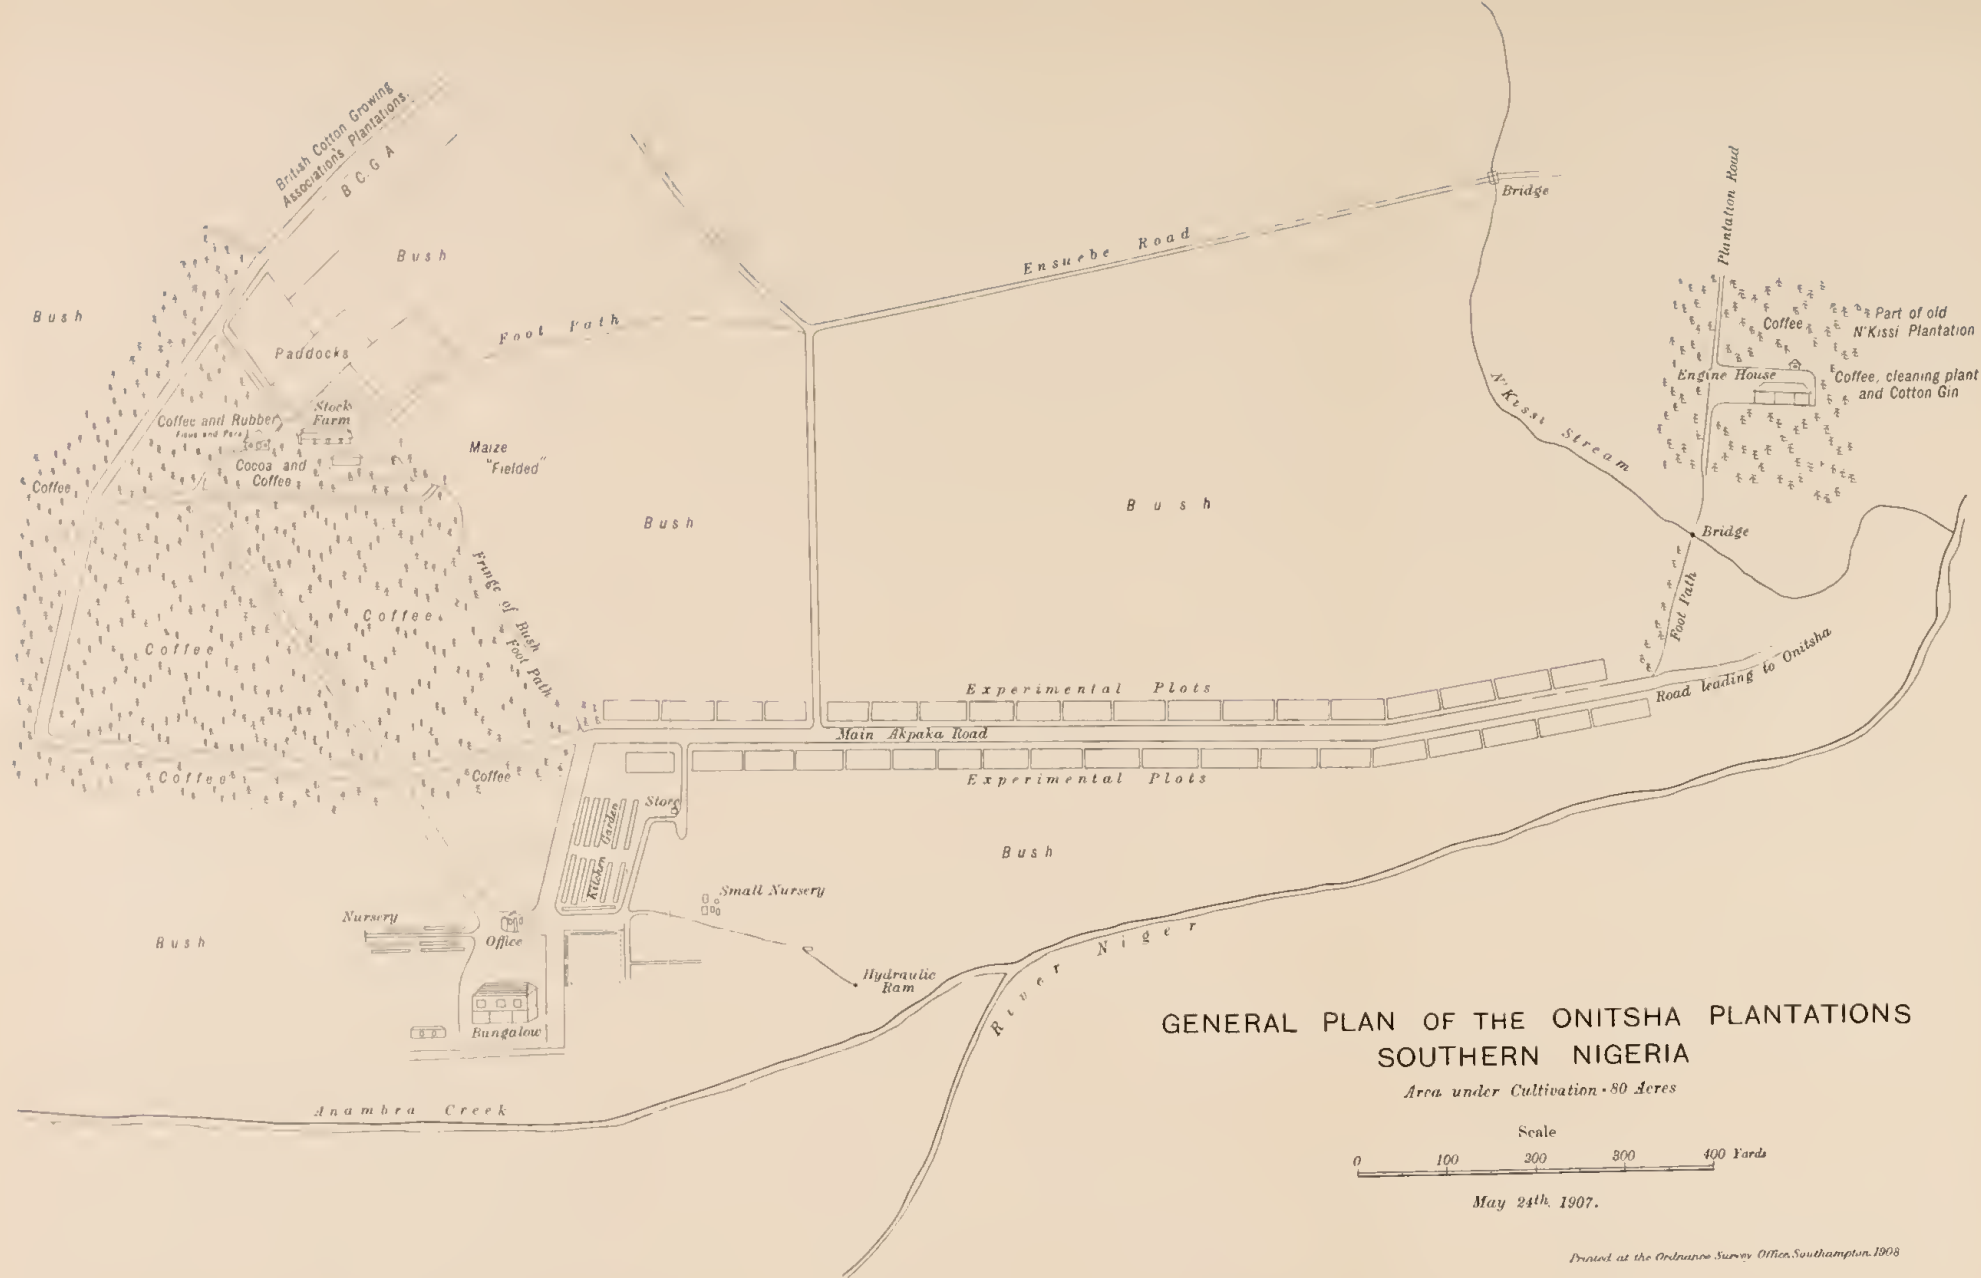 British Cotton Growing
Association's Plantations.
B.C.G.A
Bush
Bush
Foot Path
Ensuebe Road
Bridge
Plantation Road
Paddocks
Coffee
Part of old
N'Kissi Plantation
Engine House
Coffee, cleaning plant
and Cotton Gin
N'Kissi Stream
Coffee and Rubber
Stock
Farm
Cocoa and
Coffee
Coffee
Maize
"Fielded"
Bush
Bush
Bridge
Foot Path
Fringe of Bush
Foot Path
Coffee
Coffee
Road leading to Onitsha
Experimental Plots
Main Akpaka Road
Experimental Plots
Coffee
Coffee
Store
Kitchen Garden
Bush
Small Nursery
Nursery
Office
Bush
Hydraulic
Ram
River Niger
Bungalow
Anambra Creek
GENERAL PLAN OF THE ONITSHA PLANTATIONS
SOUTHERN NIGERIA
Area under Cultivation · 80 Acres
Scale
0 100 200 300 400 Yards
May 24th, 1907.
Printed at the Ordnance Survey Office, Southampton, 1908